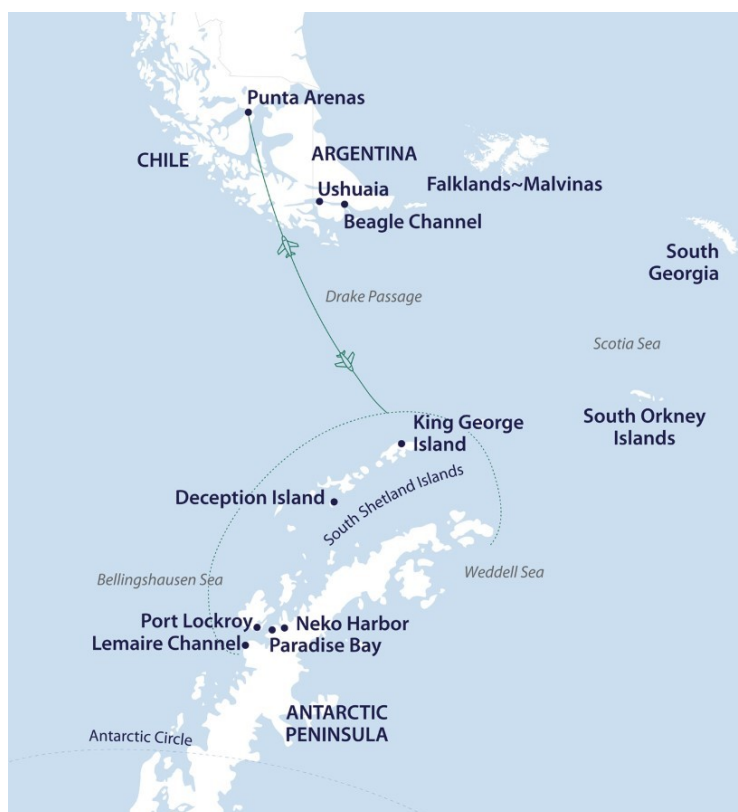 Punta Arenas
CHILE
ARGENTINA
Ushuaia
Falklands~Malvinas
Beagle Channel
South
Georgia
Drake Passage
Scotia Sea
King George
Island
South Orkney
Islands
Deception Island
South Shetland Islands
Bellingshausen Sea
Weddell Sea
Port Lockroy
Neko Harbor
Lemaire Channel
Paradise Bay
ANTARCTIC
PENINSULA
Antarctic Circle